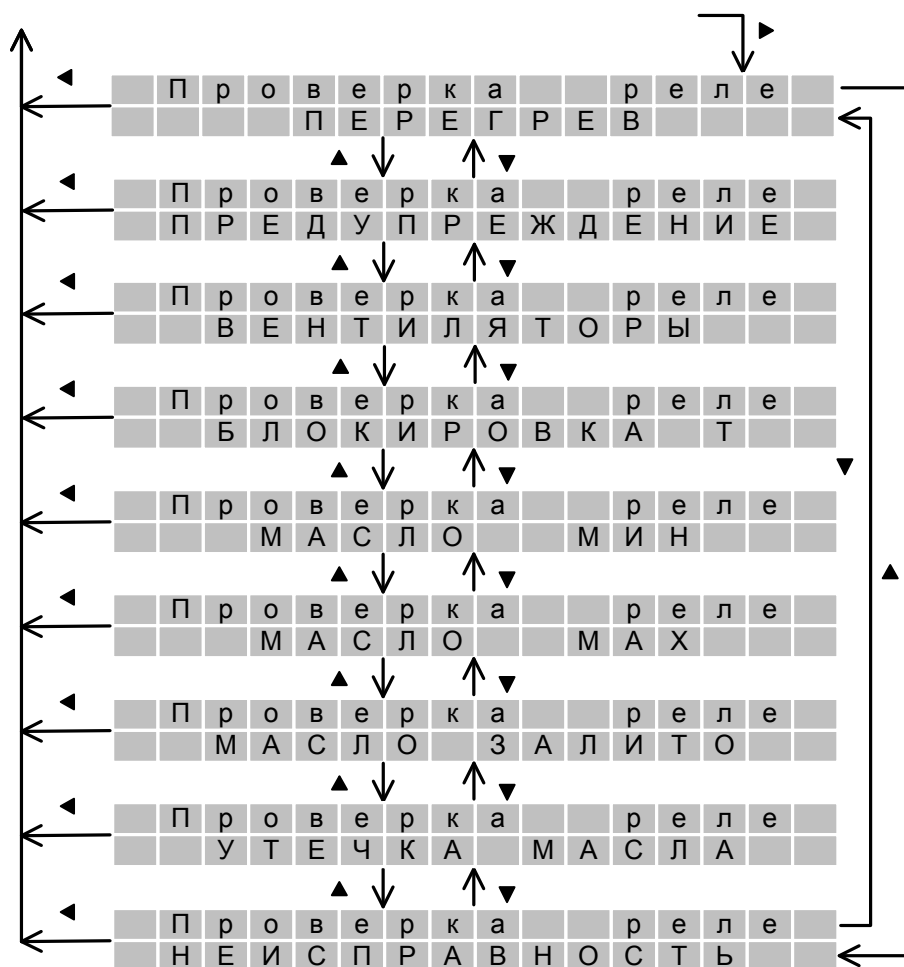 Проверка реле
ПЕРЕГРЕВ
Проверка реле
ПРЕДУПРЕЖДЕНИЕ
Проверка реле
ВЕНТИЛЯТОРЫ
Проверка реле
БЛОКИРОВКА Т
Проверка реле
МАСЛО МИН
Проверка реле
МАСЛО МАХ
Проверка реле
МАСЛО ЗАЛИТО
Проверка реле
УТЕЧКА МАСЛА
Проверка реле
НЕИСПРАВНОСТЬ